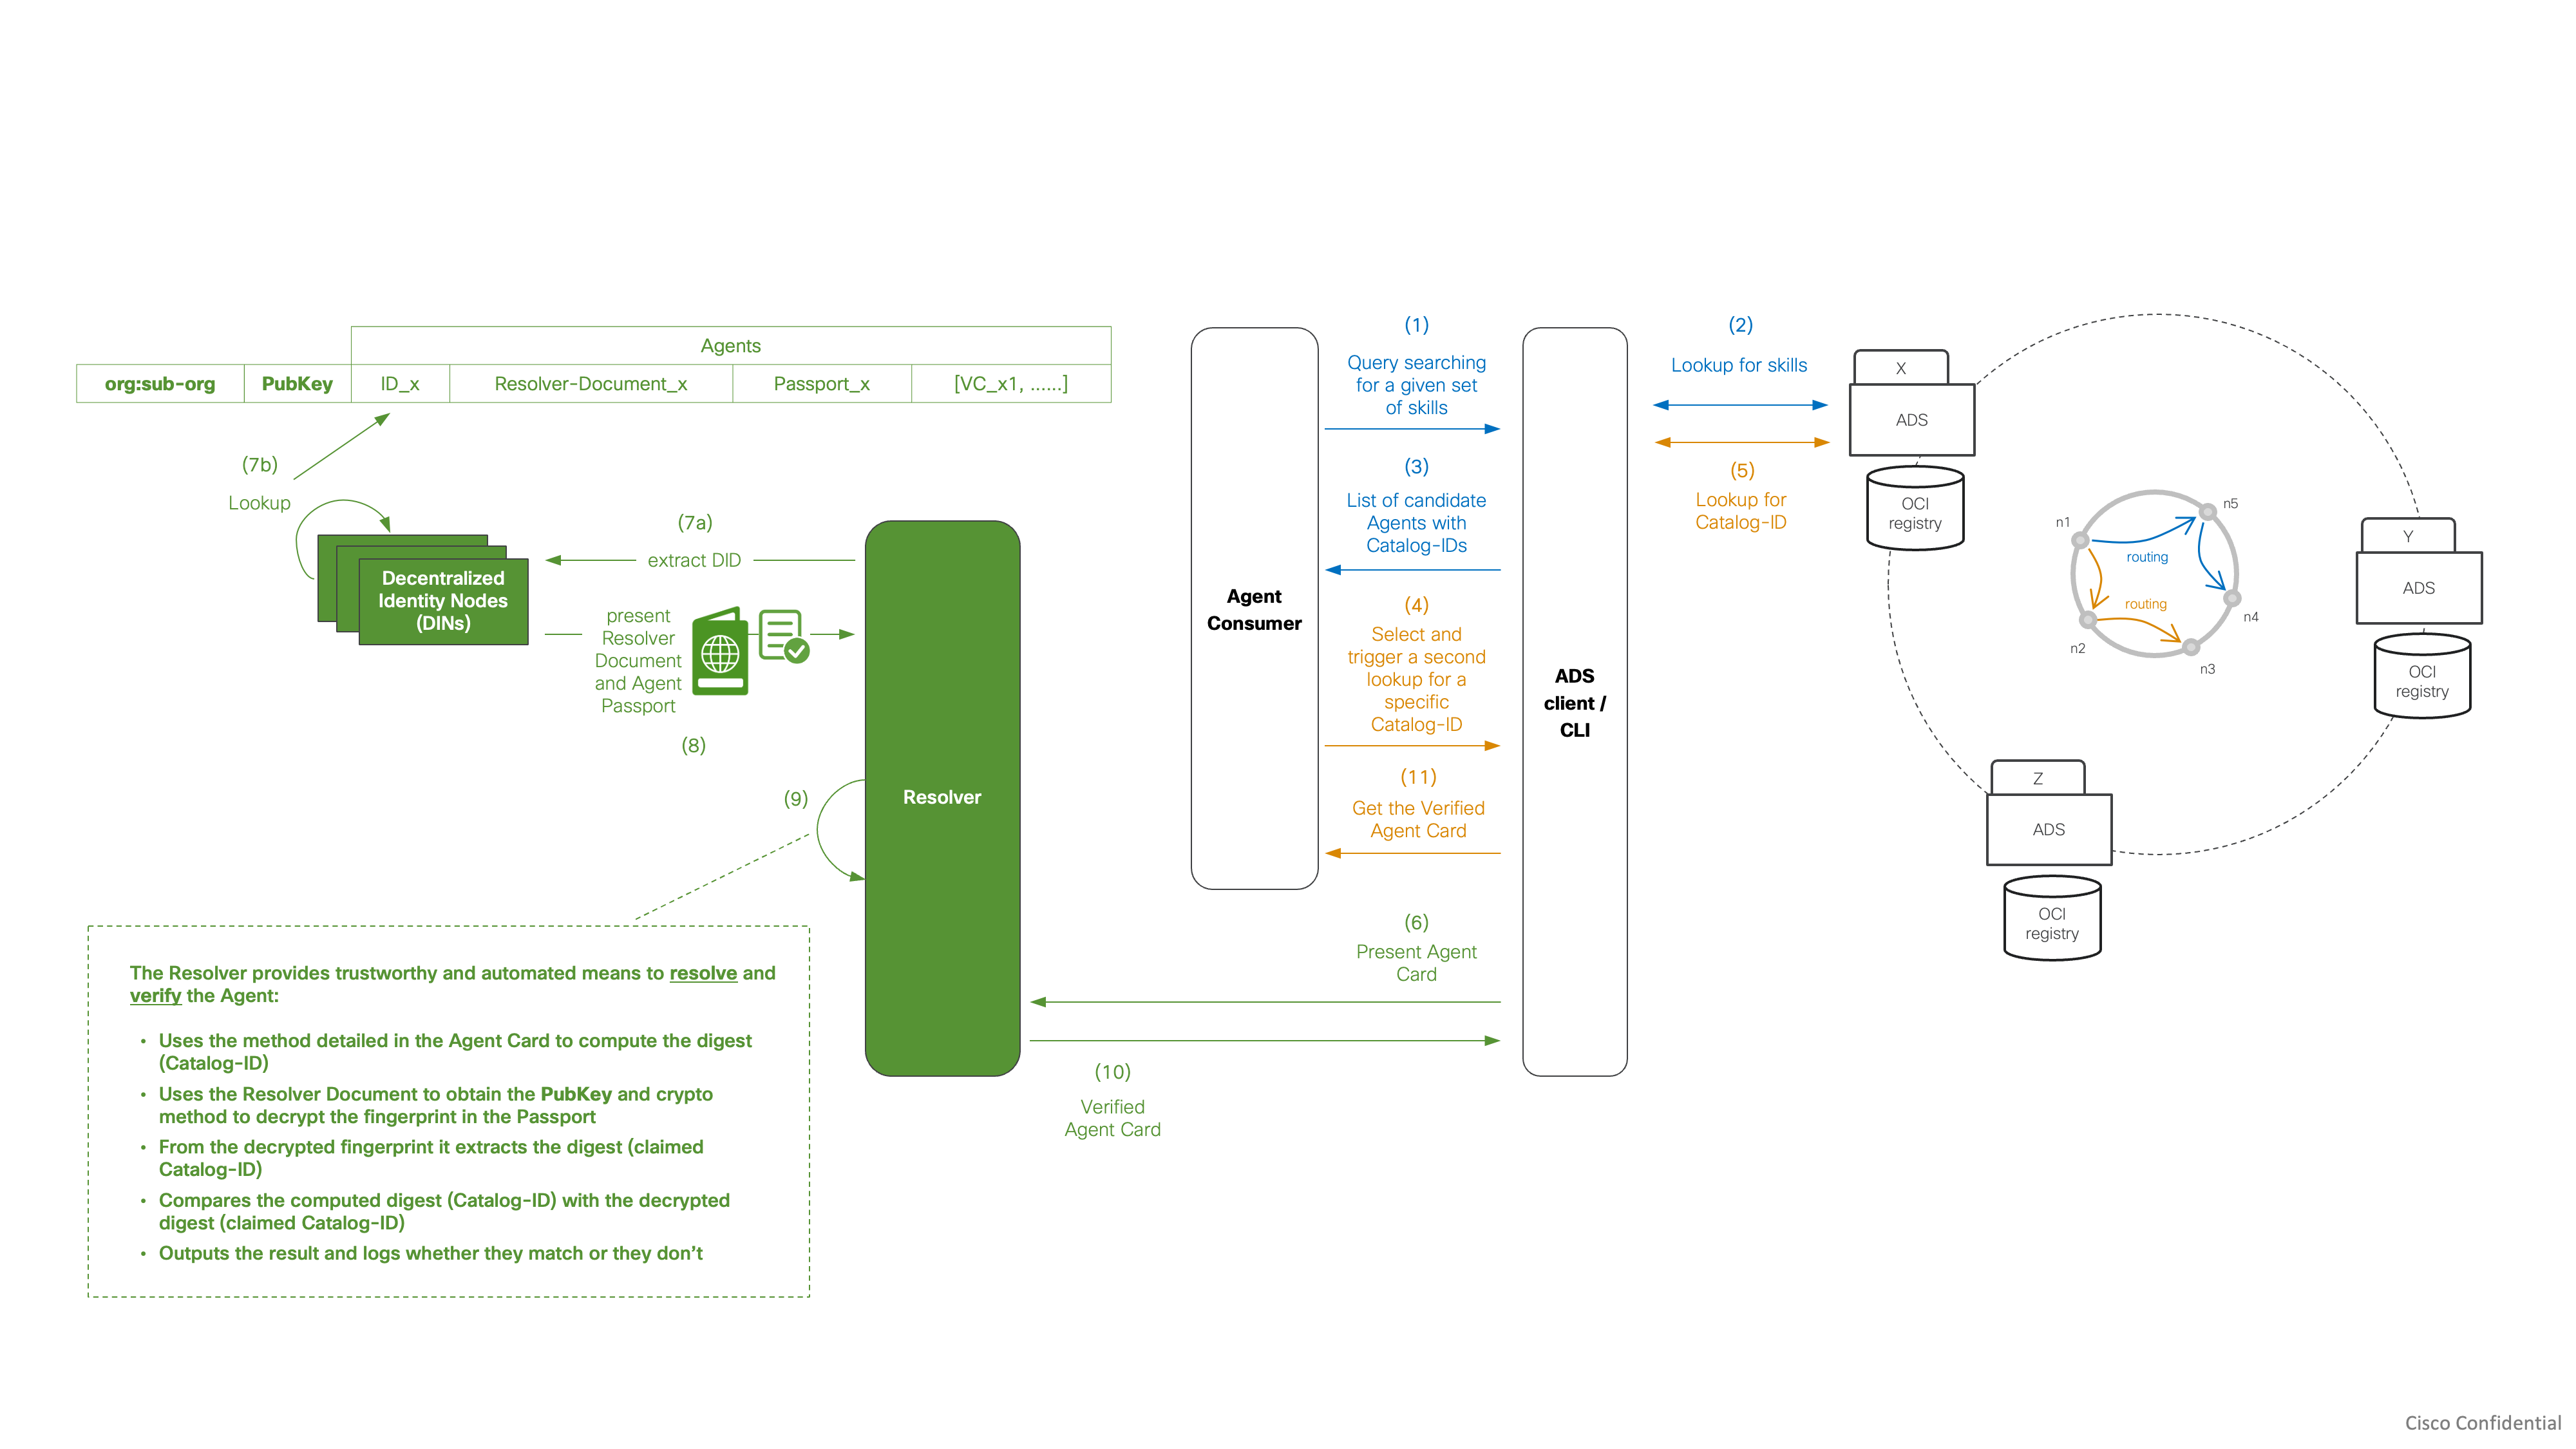 Agents
org:sub-org
PubKey
ID_x
Resolver-Document_x
Passport_x
[VC_x1, ......]
(7b)
Lookup
Decentralized
Identity Nodes
(DINs)
(7a)
extract DID
present
Resolver
Document
and Agent
Passport
(8)
(9)
Resolver
The Resolver provides trustworthy and automated means to resolve and
verify the Agent:
• Uses the method detailed in the Agent Card to compute the digest
(Catalog-ID)
• Uses the Resolver Document to obtain the PubKey and crypto
method to decrypt the fingerprint in the Passport
• From the decrypted fingerprint it extracts the digest (claimed
Catalog-ID)
• Compares the computed digest (Catalog-ID) with the decrypted
digest (claimed Catalog-ID)
• Outputs the result and logs whether they match or they don’t
Agent
Consumer
(1)
Query searching
for a given set
of skills
(3)
List of candidate
Agents with
Catalog-IDs
(4)
Select and
trigger a second
lookup for a
specific
Catalog-ID
(11)
Get the Verified
Agent Card
(6)
Present Agent
Card
(10)
Verified
Agent Card
ADS
client /
CLI
(2)
Lookup for skills
(5)
Lookup for
Catalog-ID
X
ADS
OCI
registry
n1
n5
routing
routing
n4
n2
n3
Y
ADS
OCI
registry
Z
ADS
OCI
registry
Cisco Confidential